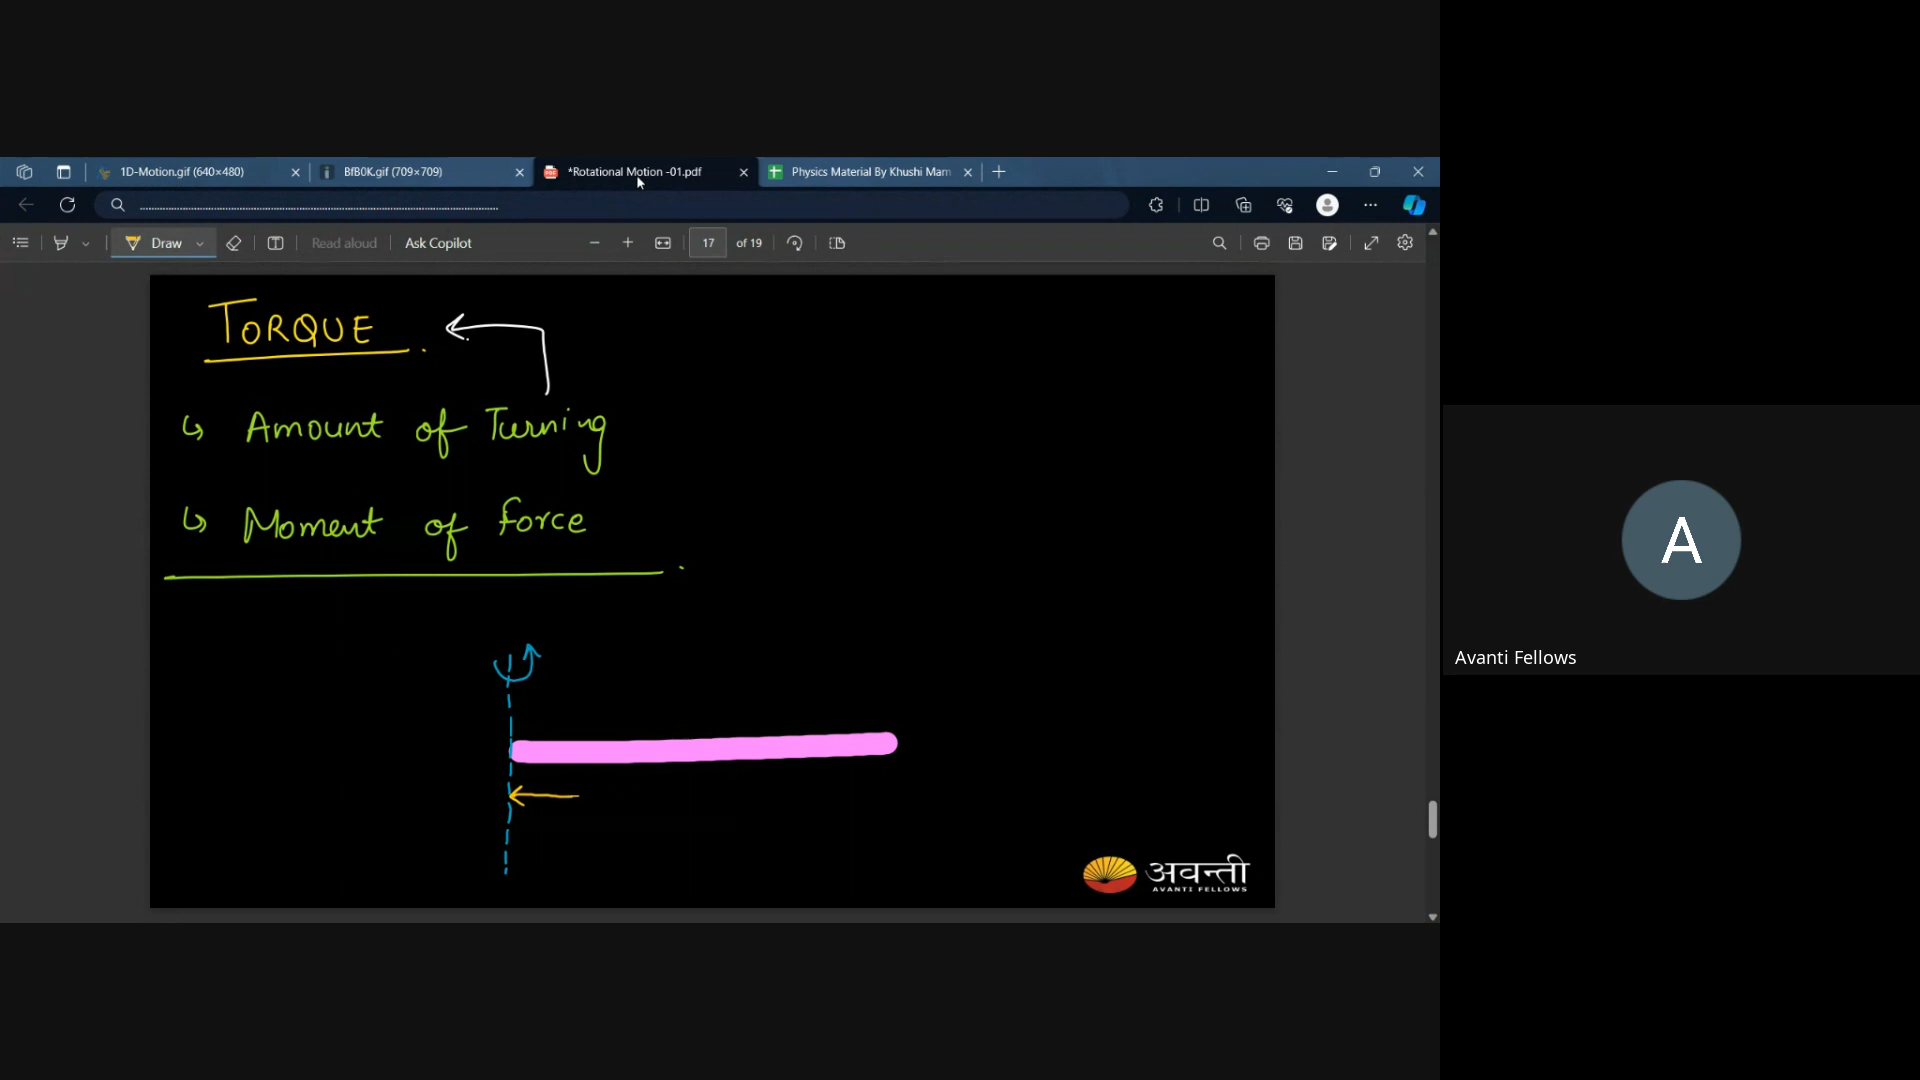 1D-Motion.gif (640×480)
BfB0K.gif (709×709)
*Rotational Motion -01.pdf
Physics Material By Khushi Mam
Draw
Read aloud
Ask Copilot
17 of 19
TORQUE
Amount of Turning
Moment of force
अवन्ती
AVANTI FELLOWS
A
Avanti Fellows